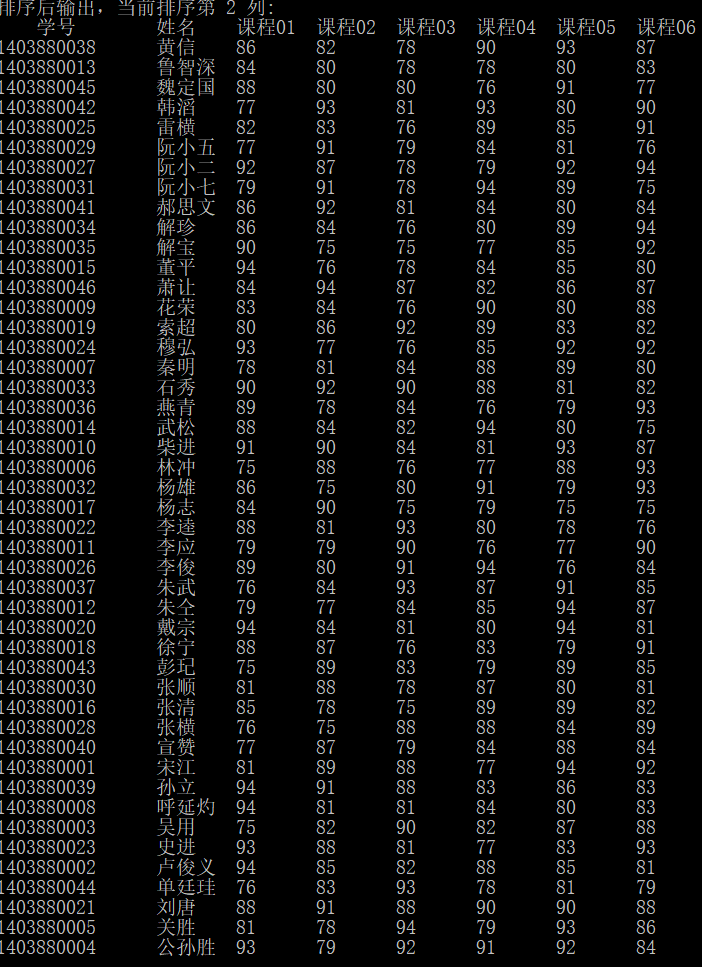 排序后输出，当前排序第 2 列:
学号 姓名 课程01 课程02 课程03 课程04 课程05 课程06
1403880038 黄信 86 82 78 90 93 87
1403880013 鲁智深 84 80 78 78 80 83
1403880045 魏定国 88 80 80 76 91 77
1403880042 韩滔 77 93 81 93 80 90
1403880025 雷横 82 83 76 89 85 91
1403880029 阮小五 77 91 79 84 81 76
1403880027 阮小二 92 87 78 79 92 94
1403880031 阮小七 79 91 78 94 89 75
1403880041 郝思文 86 92 81 84 80 84
1403880034 解珍 86 84 76 80 89 94
1403880035 解宝 90 75 75 77 85 92
1403880015 董平 94 76 78 84 85 80
1403880046 萧让 84 94 87 82 86 87
1403880009 花荣 83 84 76 90 80 88
1403880019 索超 80 86 92 89 83 82
1403880024 穆弘 93 77 76 85 92 92
1403880007 秦明 78 81 84 88 89 80
1403880033 石秀 90 92 90 88 81 82
1403880036 燕青 89 78 84 76 79 93
1403880014 武松 88 84 82 94 80 75
1403880010 柴进 91 90 84 81 93 87
1403880006 林冲 75 88 76 77 88 93
1403880032 杨雄 86 75 80 91 79 93
1403880017 杨志 84 90 75 79 75 75
1403880022 李逵 88 81 93 80 78 76
1403880011 李应 79 79 90 76 77 90
1403880026 李俊 89 80 91 94 76 84
1403880037 朱武 76 84 93 87 91 85
1403880012 朱仝 79 77 84 85 94 87
1403880020 戴宗 94 84 81 80 94 81
1403880018 徐宁 88 87 76 83 79 91
1403880043 彭玘 75 89 83 79 89 85
1403880030 张顺 81 88 78 87 80 81
1403880016 张清 85 78 75 89 89 82
1403880028 张横 76 75 88 88 84 89
1403880040 宣赞 77 87 79 84 88 84
1403880001 宋江 81 89 88 77 94 92
1403880039 孙立 94 91 88 83 86 83
1403880008 呼延灼 94 81 81 84 80 83
1403880003 吴用 75 82 90 82 87 88
1403880023 史进 93 88 81 77 83 93
1403880002 卢俊义 94 85 82 88 85 81
1403880044 单廷珪 76 83 93 78 81 79
1403880021 刘唐 88 91 88 90 90 88
1403880005 关胜 81 78 94 79 93 86
1403880004 公孙胜 93 79 92 91 92 84